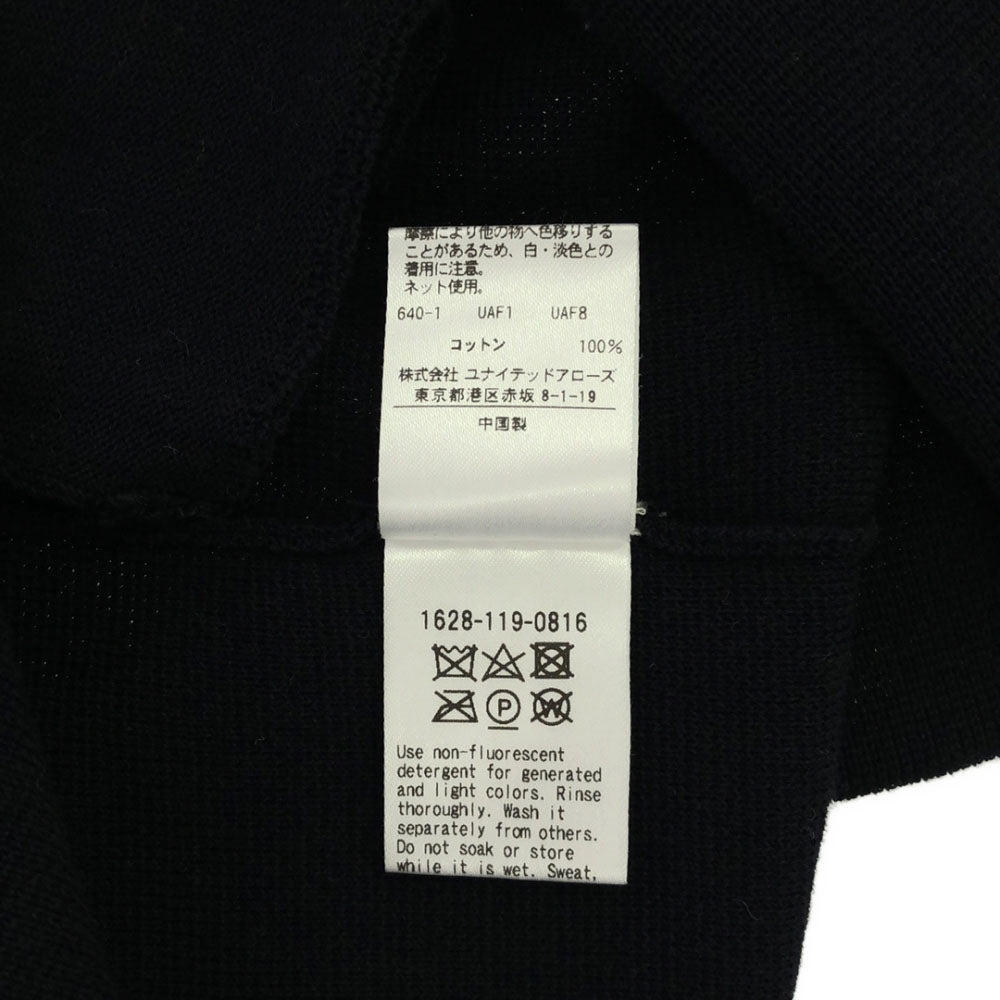 摩擦により他の物へ色移りする
ことがあるため、白・淡色との
着用に注意。
ネット使用。
640-1 UAF1 UAF8
コットン 100%
株式会社 ユナイテッドアローズ
東京都港区赤坂 8-1-19
中国製
1628-119-0816
P W
Use non-fluorescent
detergent for generated
and light colors. Rinse
thoroughly. Wash it
separately from others.
Do not soak or store
while it is wet. Sweat,